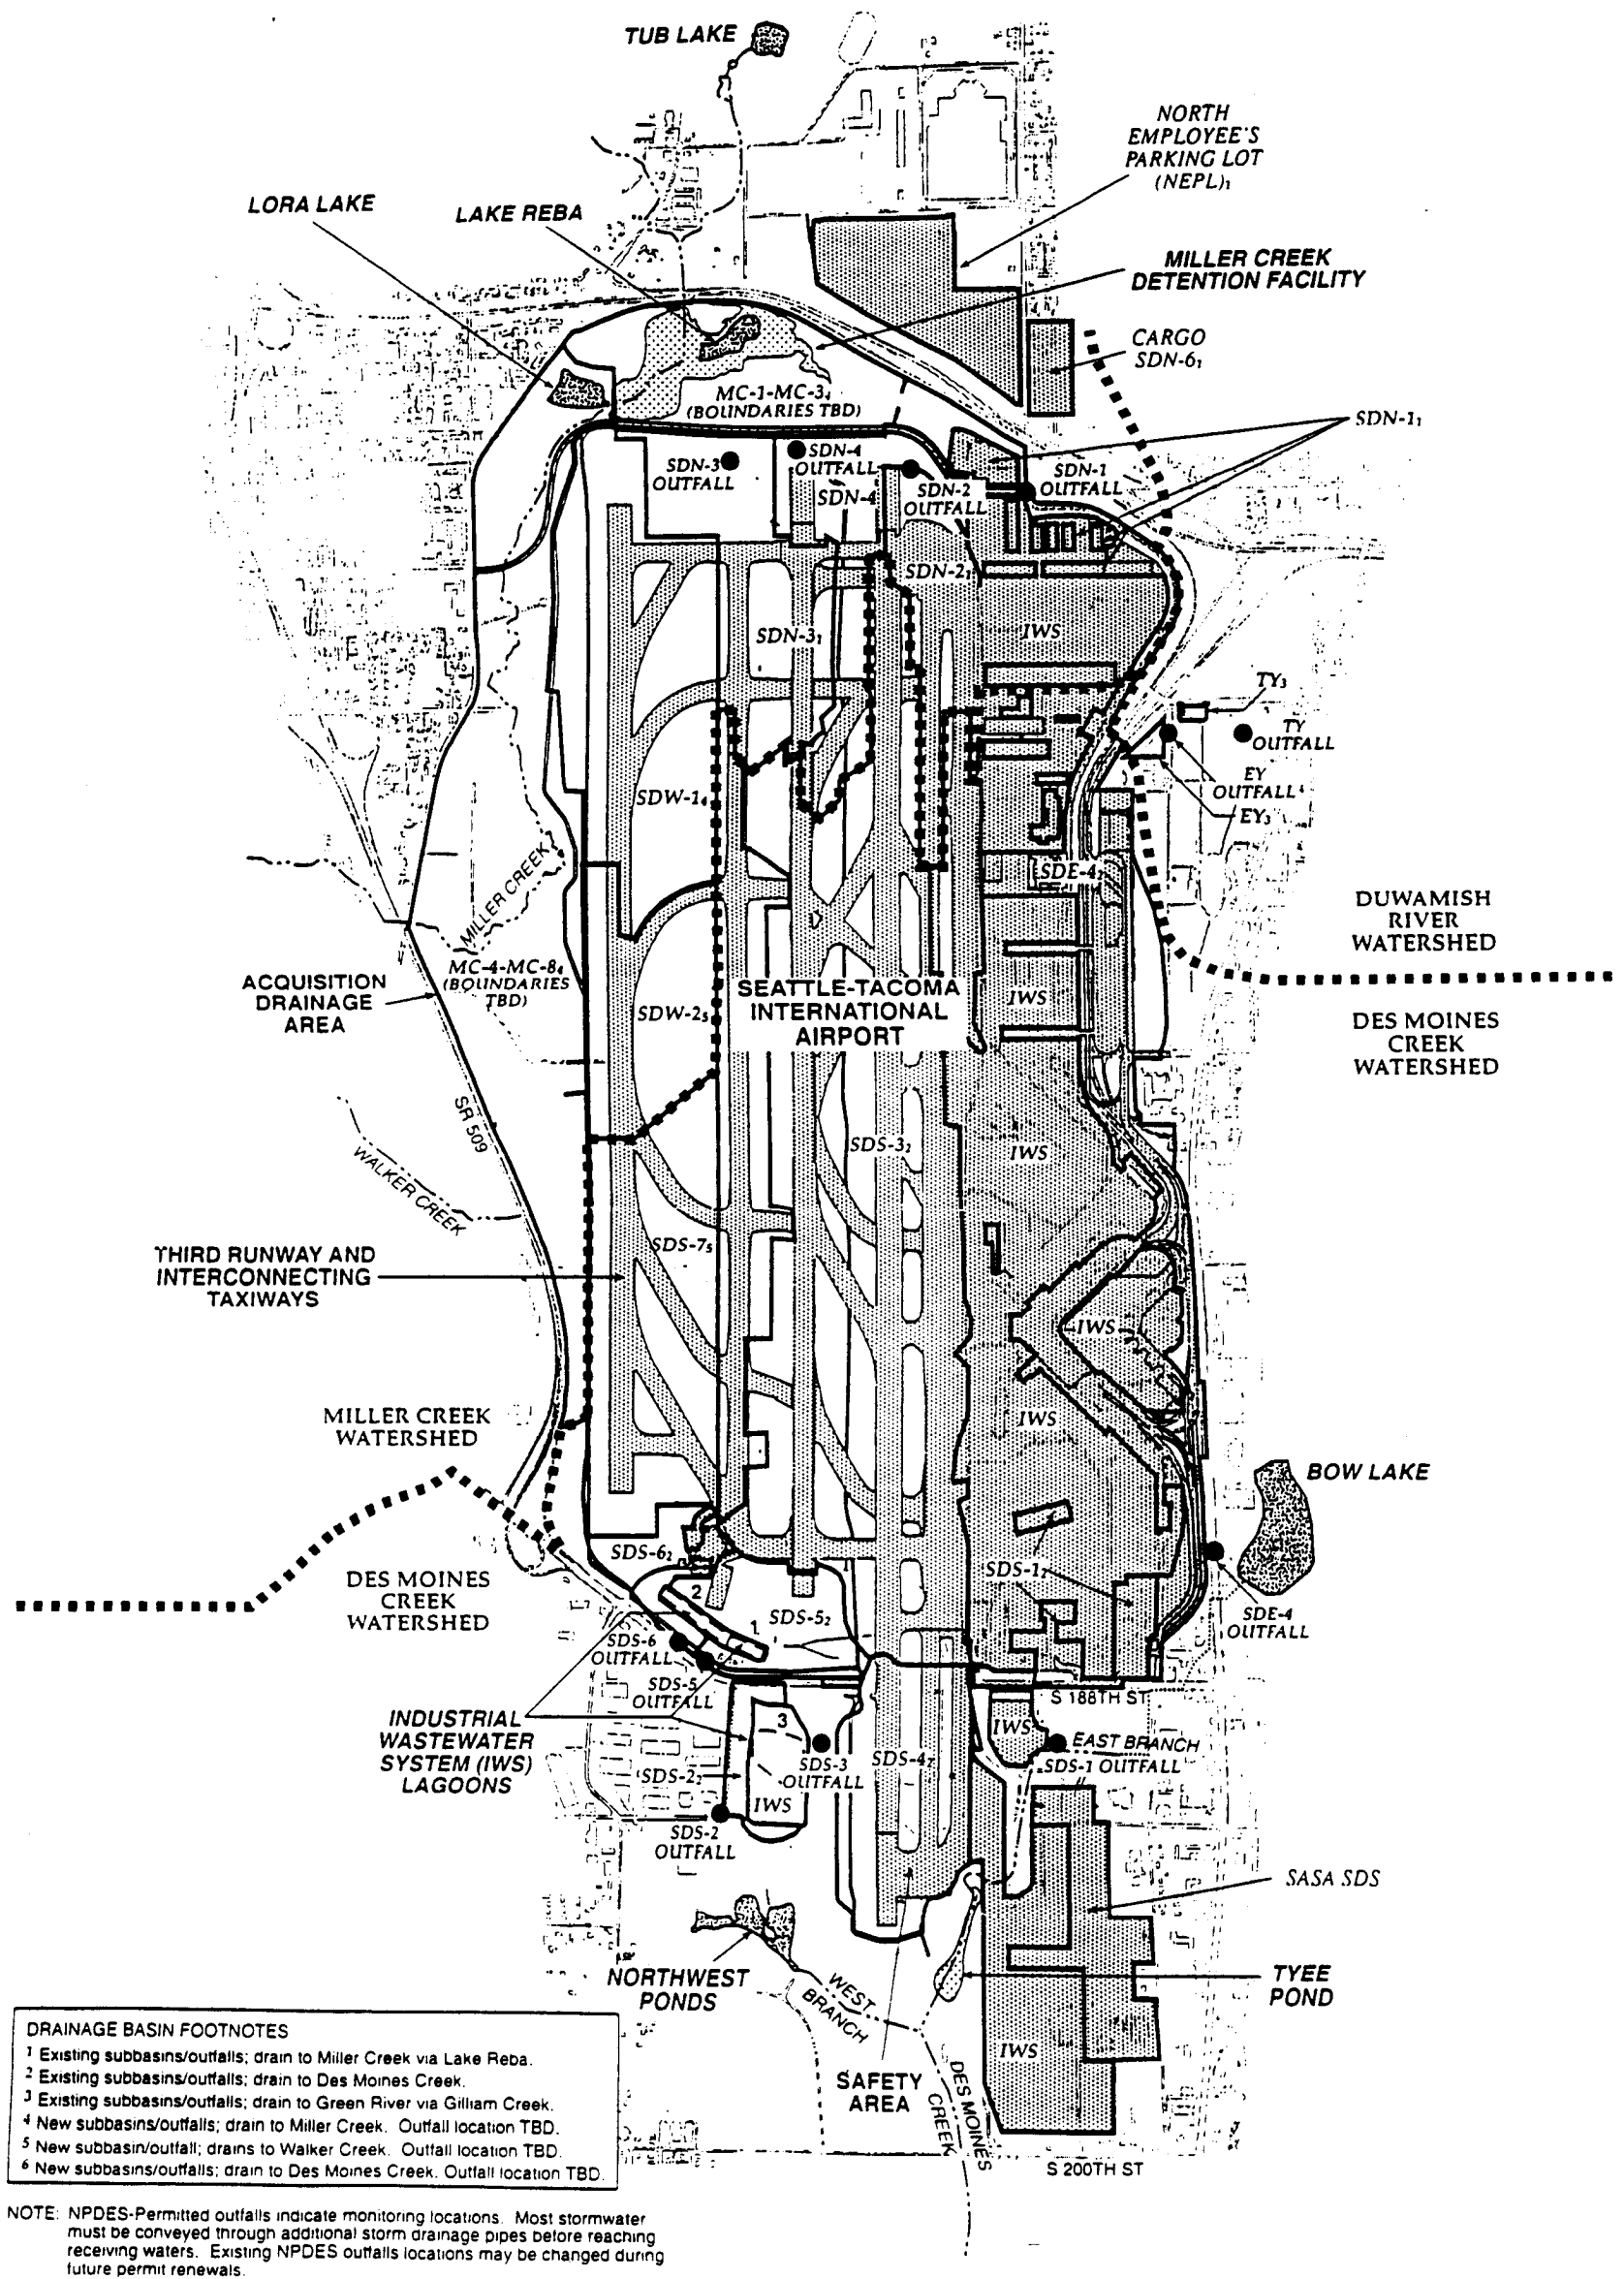 TUB LAKE
NORTH
EMPLOYEE'S
PARKING LOT
(NEPL)1
LORA LAKE
LAKE REBA
MILLER CREEK
DETENTION FACILITY
CARGO
SDN-61
MC-1-MC-34
(BOUNDARIES TBD)
SDN-11
SDN-3
OUTFALL
SDN-4
OUTFALL
SDN-4
SDN-2
OUTFALL
SDN-1
OUTFALL
SDN-21
SDN-31
IWS
TY3
TY
OUTFALL
EY
OUTFALL
EY3
SDW-14
MILLER CREEK
SDE-42
DUWAMISH
RIVER
WATERSHED
MC-4-MC-84
(BOUNDARIES
TBD)
ACQUISITION
DRAINAGE
AREA
SDW-25
SEATTLE-TACOMA
INTERNATIONAL
AIRPORT
IWS
DES MOINES
CREEK
WATERSHED
SR 509
WALKER CREEK
SDS-32
IWS
THIRD RUNWAY AND
INTERCONNECTING
TAXIWAYS
SDS-75
IWS
MILLER CREEK
WATERSHED
IWS
BOW LAKE
DES MOINES
CREEK
WATERSHED
SDS-62
2
1
SDS-52
SDS-12
SDE-4
OUTFALL
SDS-6
OUTFALL
SDS-5
OUTFALL
S 188TH ST
INDUSTRIAL
WASTEWATER
SYSTEM (IWS)
LAGOONS
3
SDS-22
IWS
SDS-3
OUTFALL
SDS-42
IWS
EAST BRANCH
SDS-1 OUTFALL
SDS-2
OUTFALL
SASA SDS
NORTHWEST
PONDS
WEST
BRANCH
TYEE
POND
IWS
SAFETY
AREA
DES MOINES
CREEK
S 200TH ST
DRAINAGE BASIN FOOTNOTES
1 Existing subbasins/outfalls; drain to Miller Creek via Lake Reba.
2 Existing subbasins/outfalls; drain to Des Moines Creek.
3 Existing subbasins/outfalls; drain to Green River via Gilliam Creek.
4 New subbasins/outfalls; drain to Miller Creek. Outfall location TBD.
5 New subbasin/outfall; drains to Walker Creek. Outfall location TBD.
6 New subbasins/outfalls; drain to Des Moines Creek. Outfall location TBD.
NOTE: NPDES-Permitted outfalls indicate monitoring locations. Most stormwater
must be conveyed through additional storm drainage pipes before reaching
receiving waters. Existing NPDES outfalls locations may be changed during
future permit renewals.